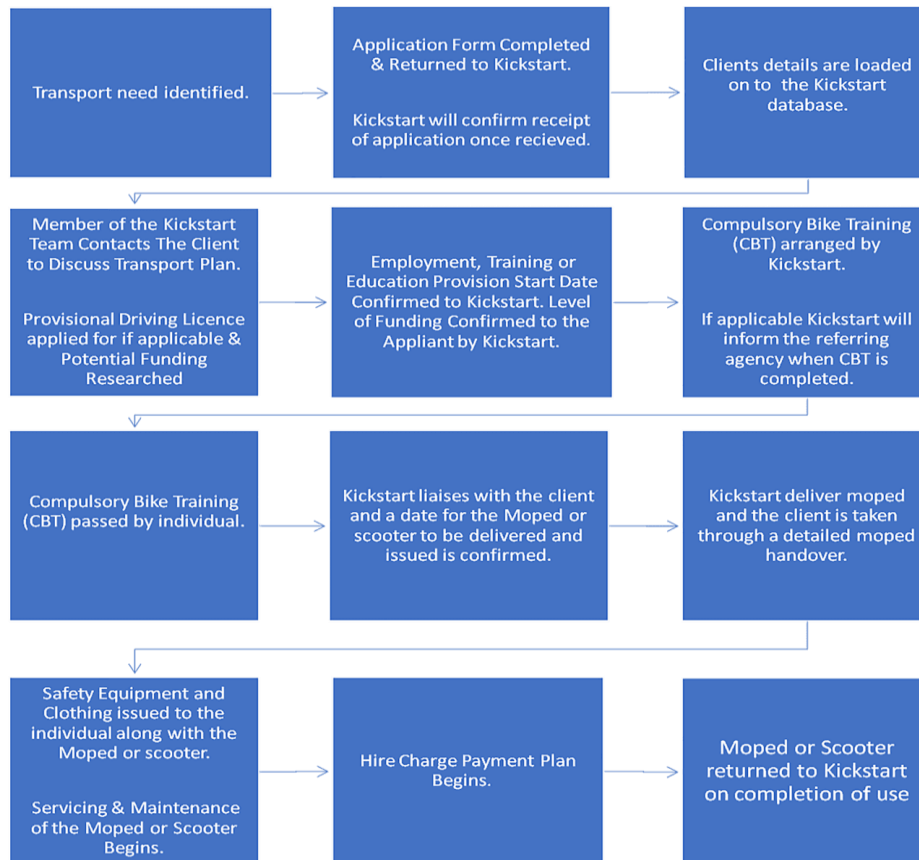 Transport need identified.
Application Form Completed
& Returned to Kickstart.
Kickstart will confirm receipt
of application once recieved.
Clients details are loaded
on to the Kickstart
database.
Member of the Kickstart
Team Contacts The Client
to Discuss Transport Plan.
Provisional Driving Licence
applied for if applicable &
Potential Funding
Researched
Employment, Training or
Education Provision Start Date
Confirmed to Kickstart. Level
of Funding Confirmed to the
Appliant by Kickstart.
Compulsory Bike Training
(CBT) arranged by
Kickstart.
If applicable Kickstart will
inform the referring
agency when CBT is
completed.
Compulsory Bike Training
(CBT) passed by individual.
Kickstart liaises with the client
and a date for the Moped or
scooter to be delivered and
issued is confirmed.
Kickstart deliver moped
and the client is taken
through a detailed moped
handover.
Safety Equipment and
Clothing issued to the
individual along with the
Moped or scooter.
Servicing & Maintenance
of the Moped or Scooter
Begins.
Hire Charge Payment Plan
Begins.
Moped or Scooter
returned to Kickstart
on completion of use